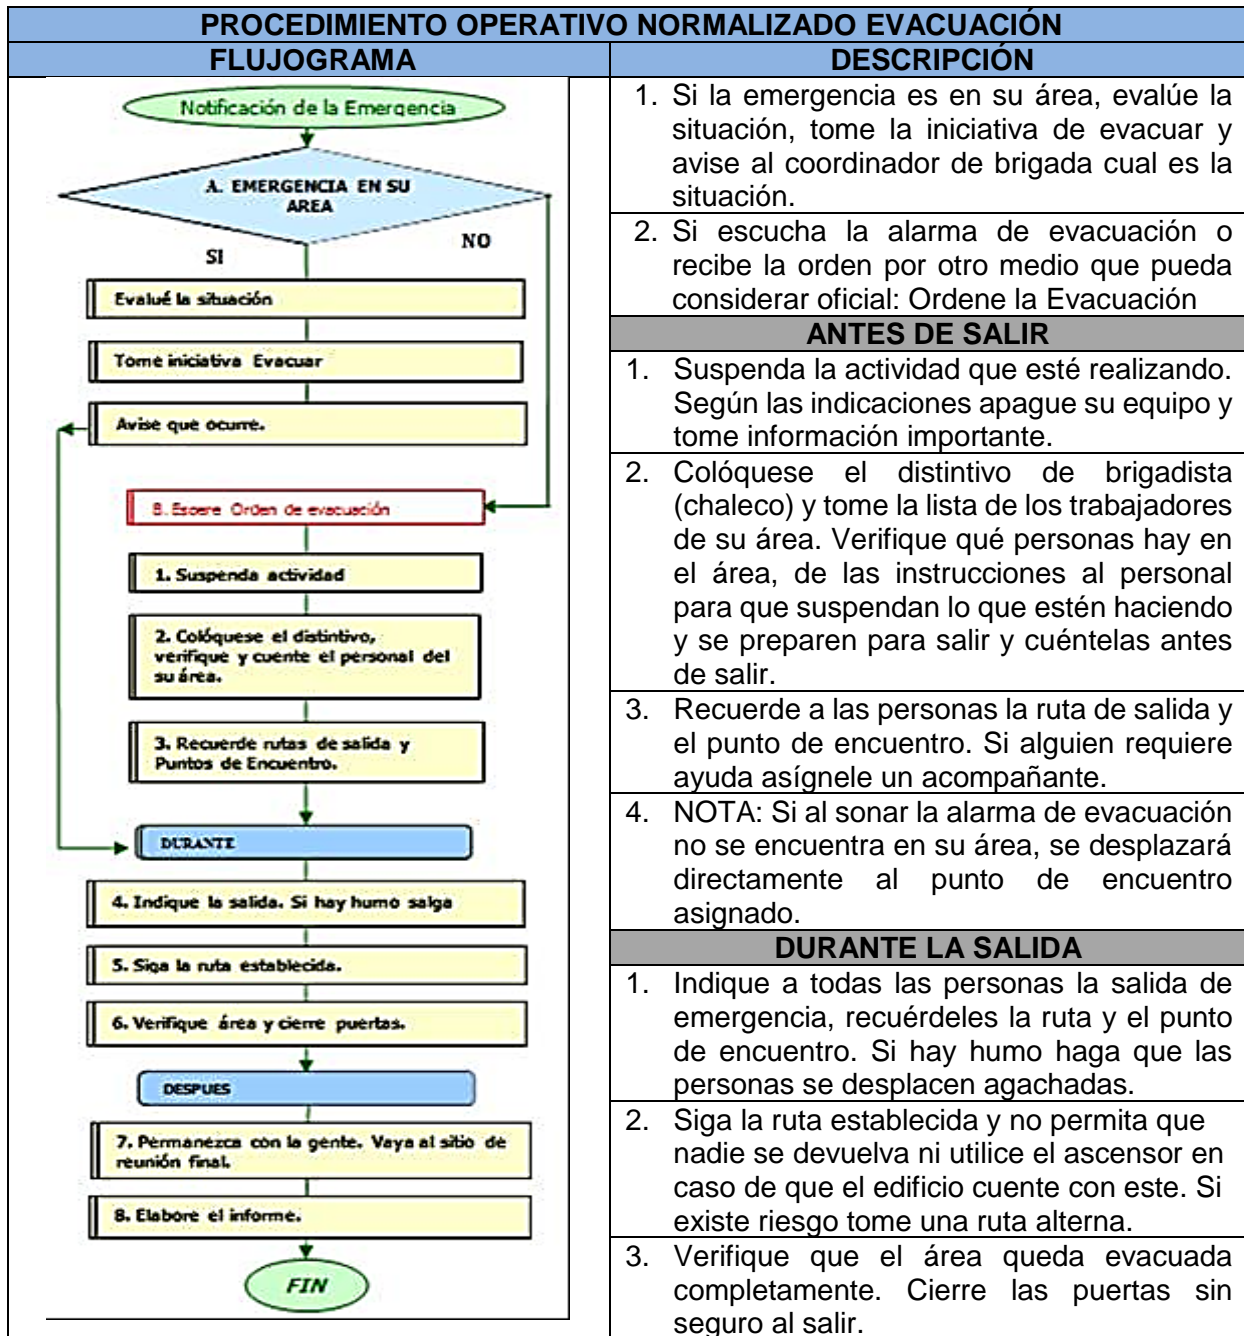 PROCEDIMIENTO OPERATIVO NORMALIZADO EVACUACIÓN
FLUJOGRAMA
Notificación de la Emergencia
A. EMERGENCIA EN SU
AREA
SI
NO
Evalué la situación
Tome iniciativa Evacuar
Avise que ocurre.
B. Espere Orden de evacuación
1. Suspenda actividad
2. Colóquese el distintivo,
verifique y cuente el personal del
su área.
3. Recuerde rutas de salida y
Puntos de Encuentro.
DURANTE
4. Indique la salida. Si hay humo salga
5. Siga la ruta establecida.
6. Verifique área y cierre puertas.
DESPUES
7. Permanezca con la gente. Vaya al sitio de
reunión final.
8. Elabore el informe.
FIN
DESCRIPCIÓN
1. Si la emergencia es en su área, evalúe la
situación, tome la iniciativa de evacuar y
avise al coordinador de brigada cual es la
situación.
2. Si escucha la alarma de evacuación o
recibe la orden por otro medio que pueda
considerar oficial: Ordene la Evacuación
ANTES DE SALIR
1. Suspenda la actividad que esté realizando.
Según las indicaciones apague su equipo y
tome información importante.
2. Colóquese el distintivo de brigadista
(chaleco) y tome la lista de los trabajadores
de su área. Verifique qué personas hay en
el área, de las instrucciones al personal
para que suspendan lo que estén haciendo
y se preparen para salir y cuéntelas antes
de salir.
3. Recuerde a las personas la ruta de salida y
el punto de encuentro. Si alguien requiere
ayuda asígnele un acompañante.
4. NOTA: Si al sonar la alarma de evacuación
no se encuentra en su área, se desplazará
directamente al punto de encuentro
asignado.
DURANTE LA SALIDA
1. Indique a todas las personas la salida de
emergencia, recuérdeles la ruta y el punto
de encuentro. Si hay humo haga que las
personas se desplacen agachadas.
2. Siga la ruta establecida y no permita que
nadie se devuelva ni utilice el ascensor en
caso de que el edificio cuente con este. Si
existe riesgo tome una ruta alterna.
3. Verifique que el área queda evacuada
completamente. Cierre las puertas sin
seguro al salir.